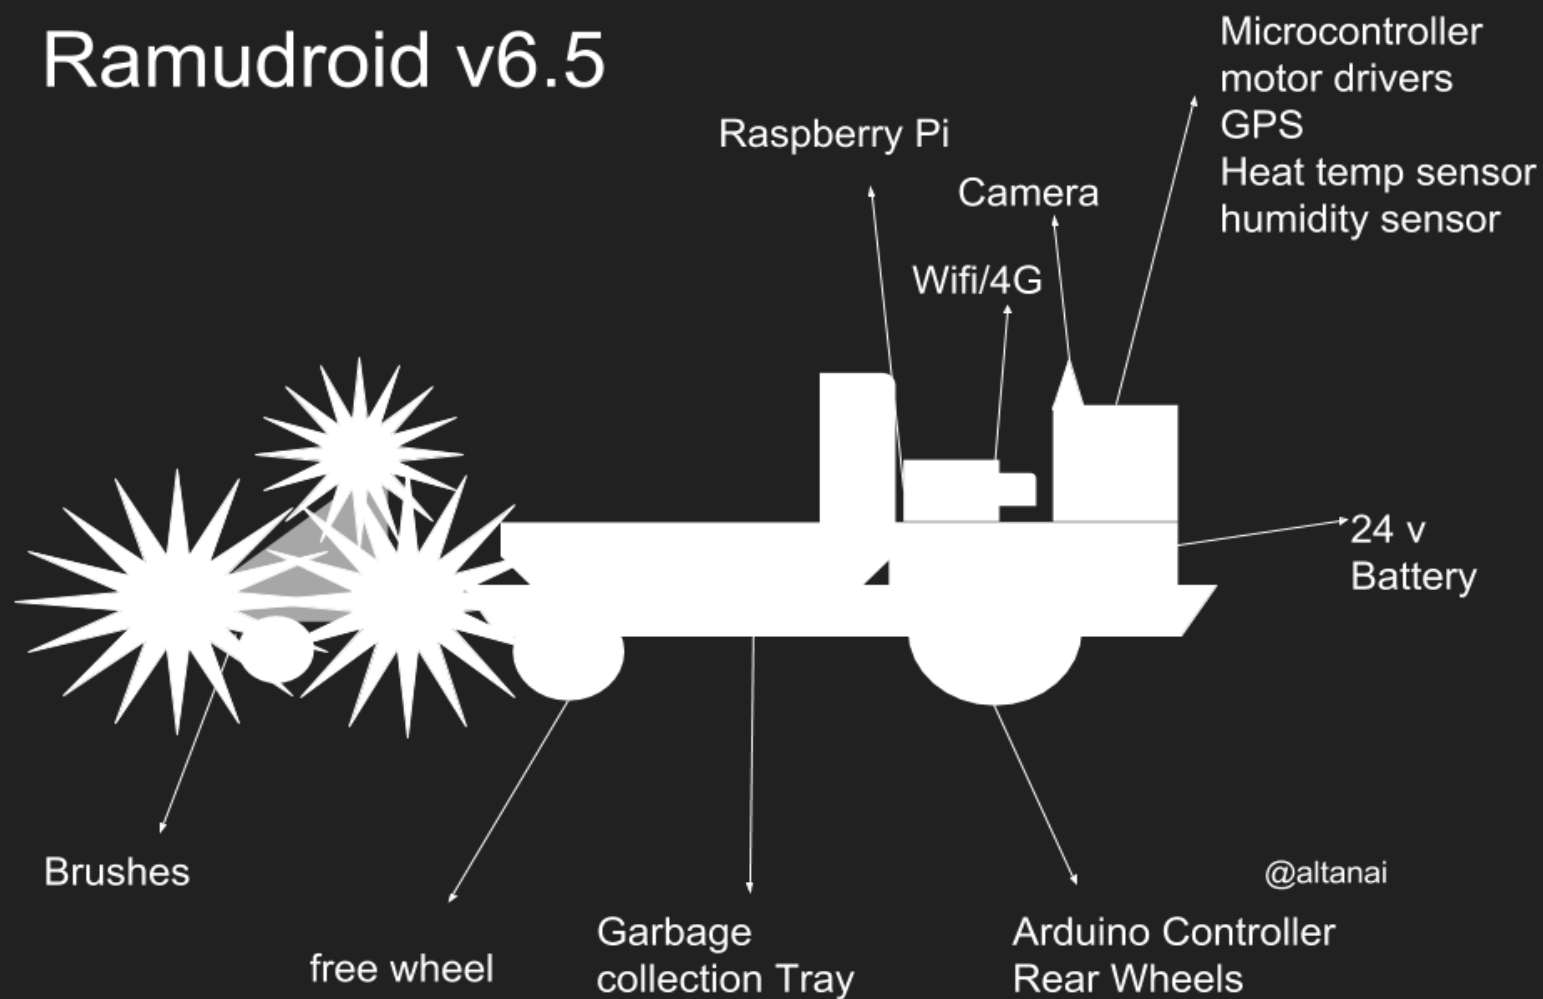 Ramudroid v6.5
Microcontroller
motor drivers
GPS
Heat temp sensor
humidity sensor
Raspberry Pi
Camera
Wifi/4G
24 v
Battery
Brushes
free wheel
Garbage
collection Tray
Arduino Controller
Rear Wheels
@altanai